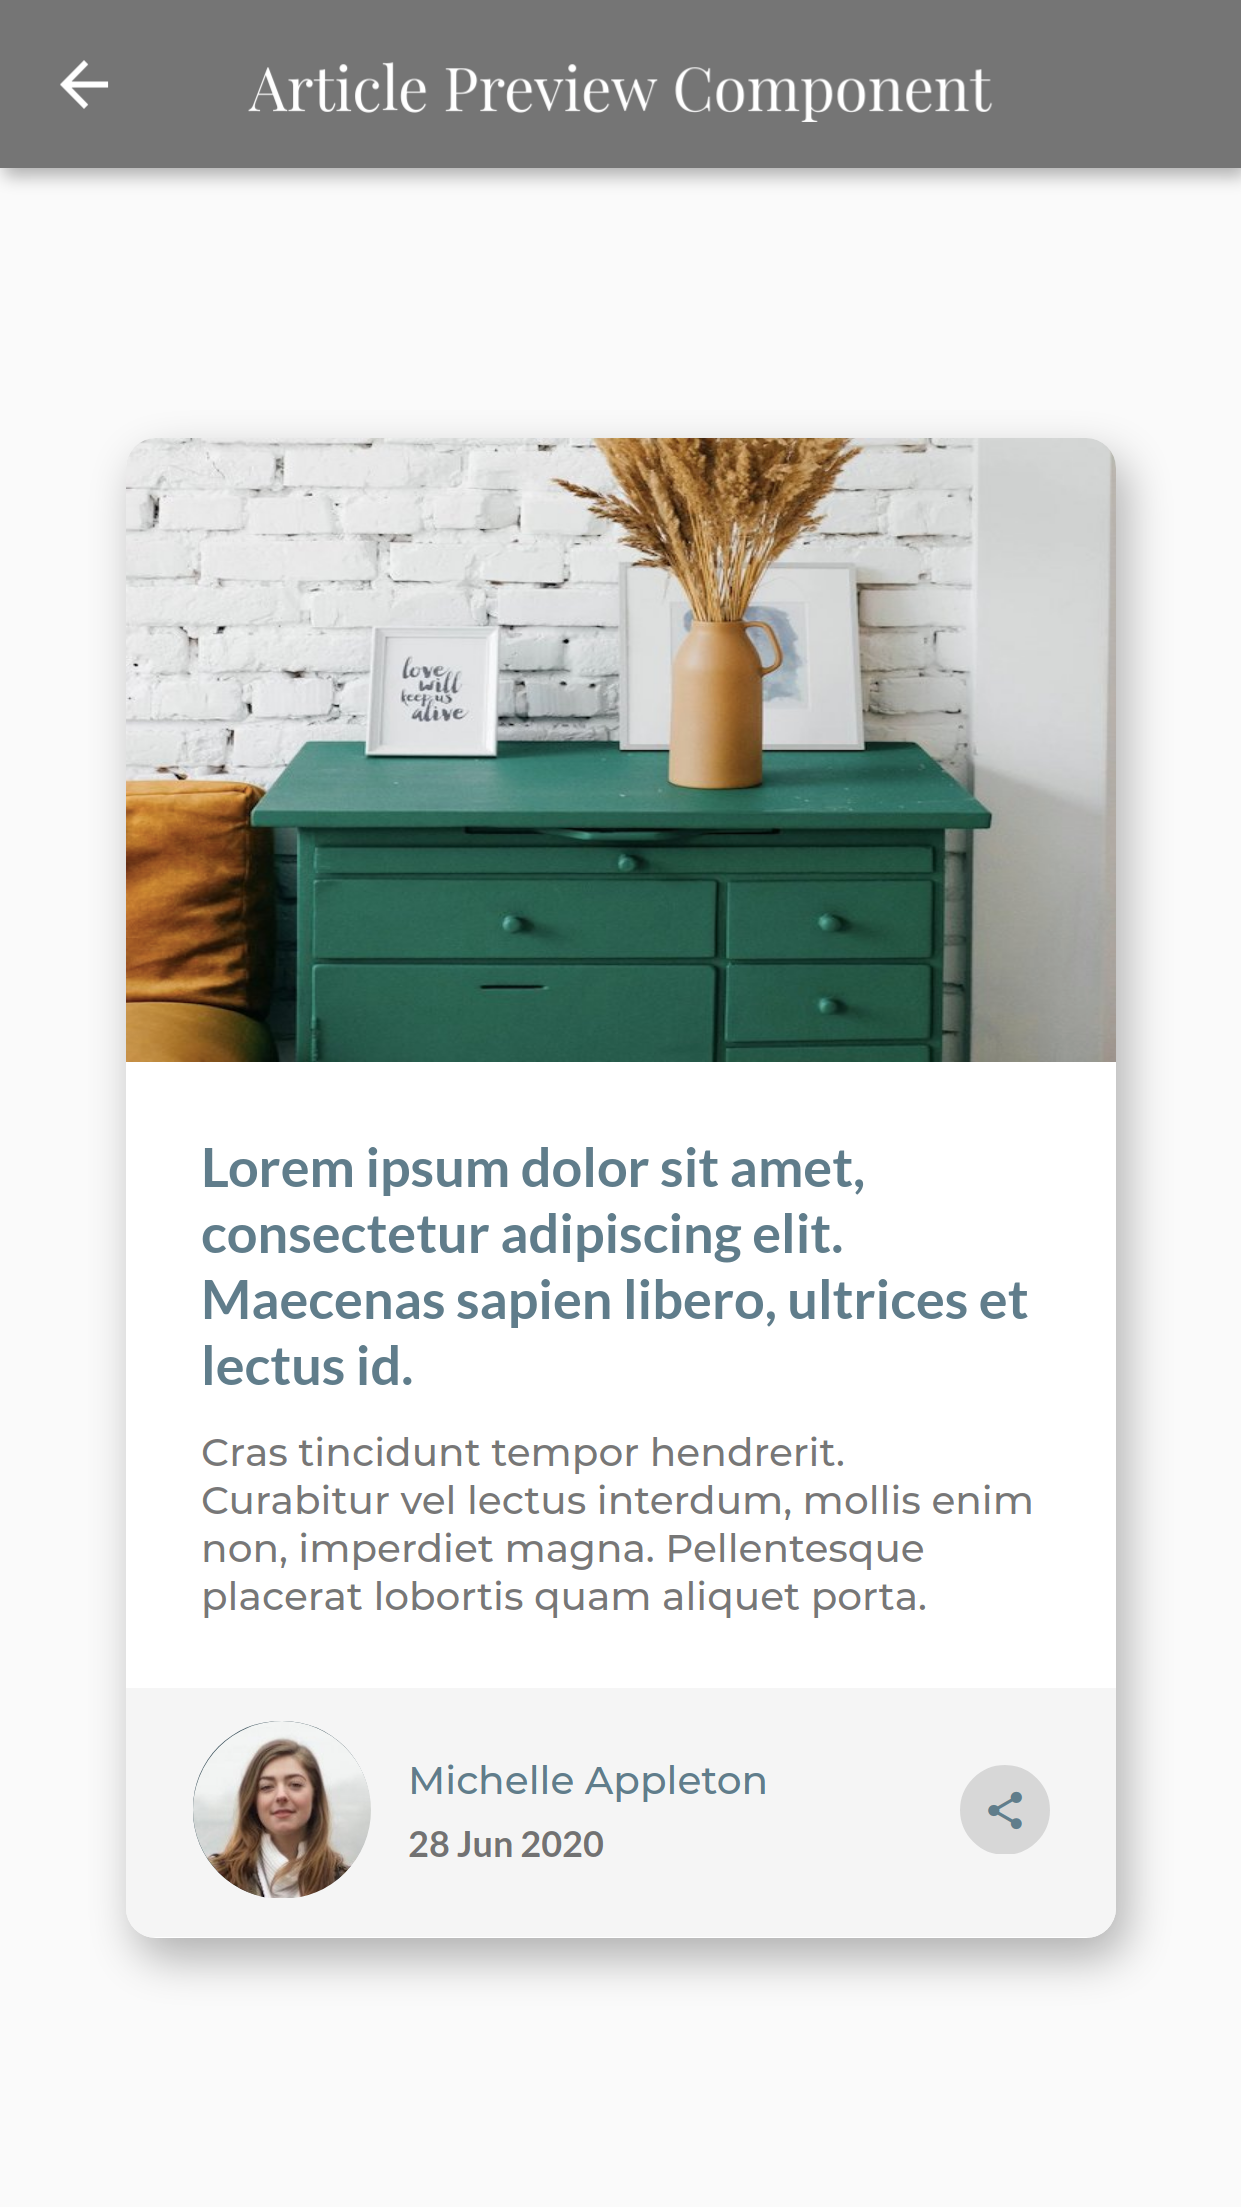 Article Preview Component
love
will
keep us
alive
Lorem ipsum dolor sit amet,
consectetur adipiscing elit.
Maecenas sapien libero, ultrices et
lectus id.
Cras tincidunt tempor hendrerit.
Curabitur vel lectus interdum, mollis enim
non, imperdiet magna. Pellentesque
placerat lobortis quam aliquet porta.
Michelle Appleton
28 Jun 2020